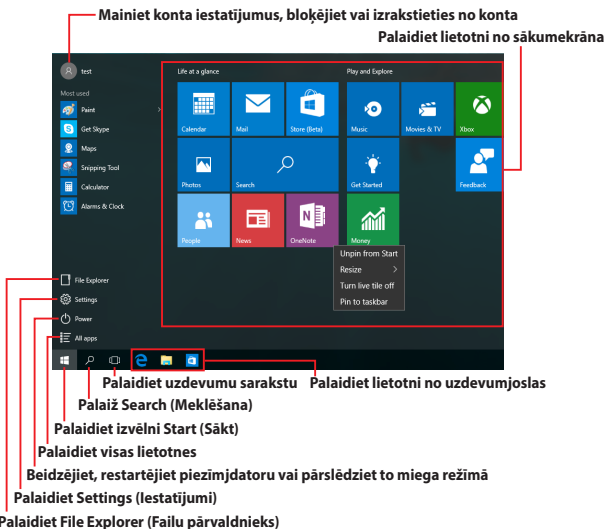 Mainiet konta iestatījumus, bloķējiet vai izrakstieties no konta
Palaidiet lietotni no sākumekrāna
test
Life at a glance
Play and Explore
Most used
Paint
Get Skype
Maps
Snipping Tool
Calculator
Alarms & Clock
Calendar
Mail
Store (Beta)
Music
Movies & TV
Xbox
Photos
Search
Get Started
Feedback
People
News
OneNote
Money
Unpin from Start
Resize
Turn live tile off
Pin to taskbar
File Explorer
Settings
Power
All apps
Palaidiet uzdevumu sarakstu
Palaidiet lietotni no uzdevumjoslas
Palaiž Search (Meklēšana)
Palaidiet izvēlni Start (Sākt)
Palaidiet visas lietotnes
Beidzējiet, restartējiet piezīmjdatoru vai pārslēdziet to miega režīmā
Palaidiet Settings (Iestatījumi)
Palaidiet File Explorer (Failu pārvaldnieks)